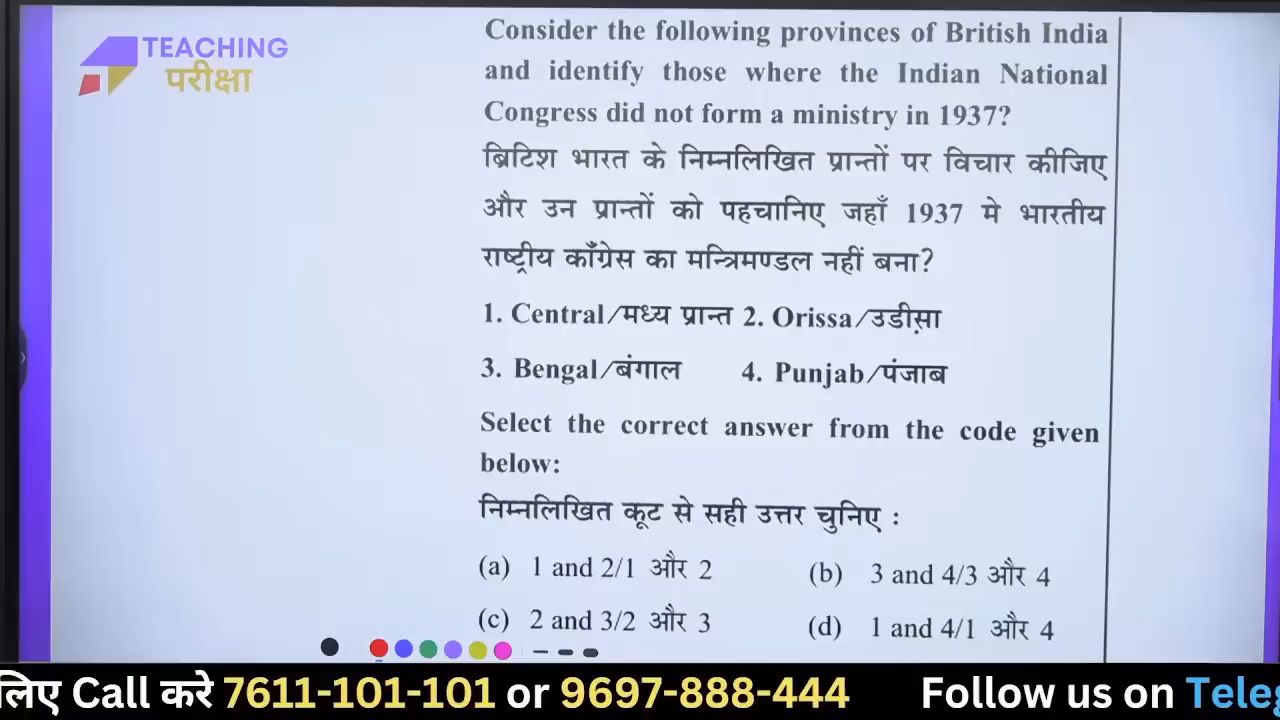 TEACHING
परीक्षा
Consider the following provinces of British India
and identify those where the Indian National
Congress did not form a ministry in 1937?
ब्रिटिश भारत के निम्नलिखित प्रान्तों पर विचार कीजिए
और उन प्रान्तों को पहचानिए जहाँ 1937 मे भारतीय
राष्ट्रीय काँग्रेस का मन्त्रिमण्डल नहीं बना?
1. Central/मध्य प्रान्त 2. Orissa/उडीस़ा
3. Bengal/बंगाल 4. Punjab/पंजाब
Select the correct answer from the code given
below:
निम्नलिखित कूट से सही उत्तर चुनिए :
(a) 1 and 2/1 और 2 (b) 3 and 4/3 और 4
(c) 2 and 3/2 और 3 (d) 1 and 4/1 और 4
लिए Call करे 7611-101-101 or 9697-888-444 Follow us on Teleg